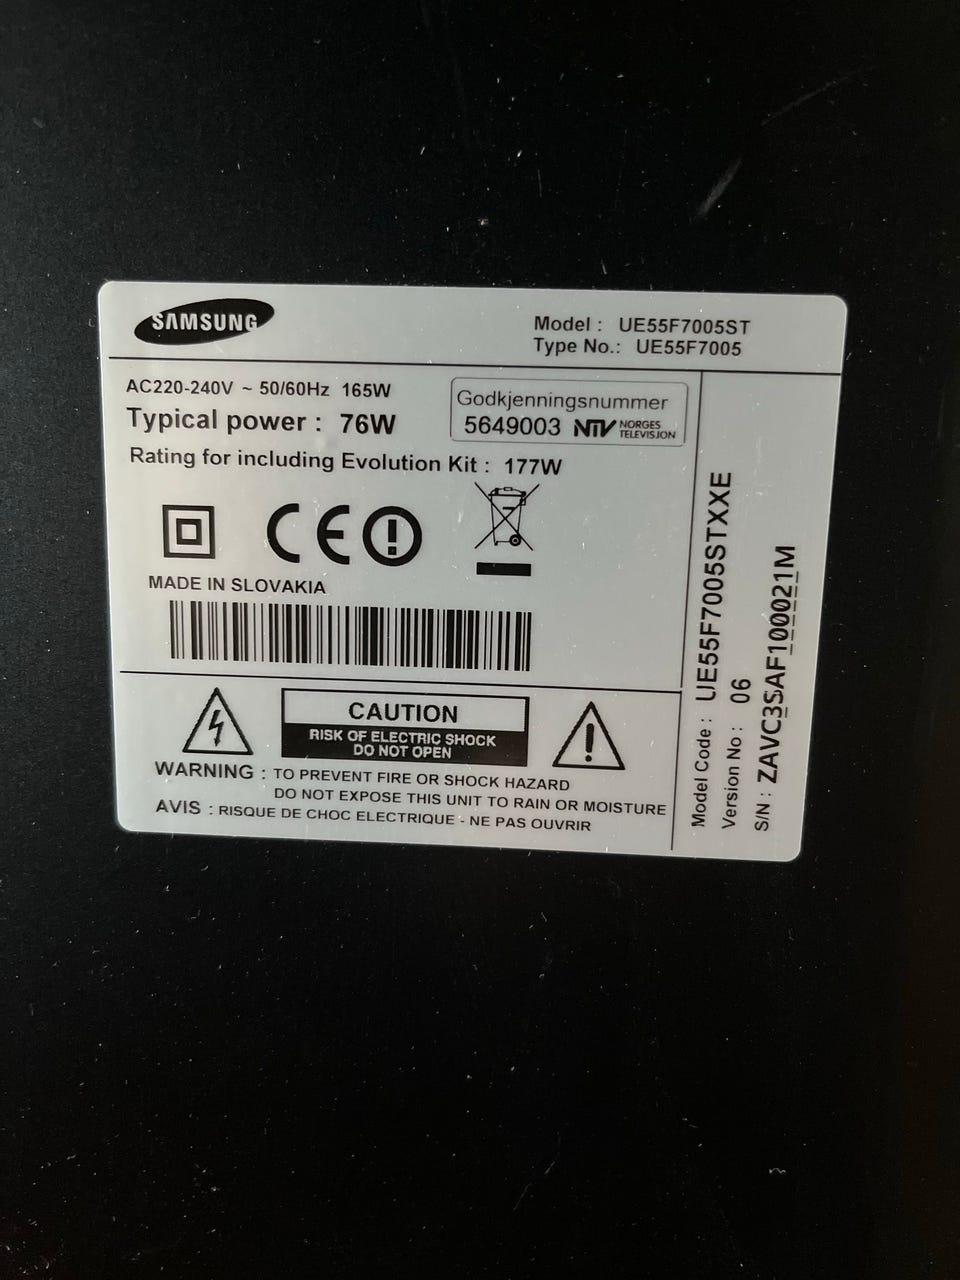 SAMSUNG
Model : UE55F7005ST
Type No.: UE55F7005
AC220-240V ~ 50/60Hz 165W
Typical power : 76W
Rating for including Evolution Kit : 177W
Godkjenningsnummer
5649003 NTV NORGES
TELEVISJON
CE
MADE IN SLOVAKIA
CAUTION
RISK OF ELECTRIC SHOCK
DO NOT OPEN
WARNING : TO PREVENT FIRE OR SHOCK HAZARD
DO NOT EXPOSE THIS UNIT TO RAIN OR MOISTURE
AVIS : RISQUE DE CHOC ELECTRIQUE - NE PAS OUVRIR
Model Code : UE55F7005STXXE
Version No : 06
S/N : ZAVC3SAF100021M